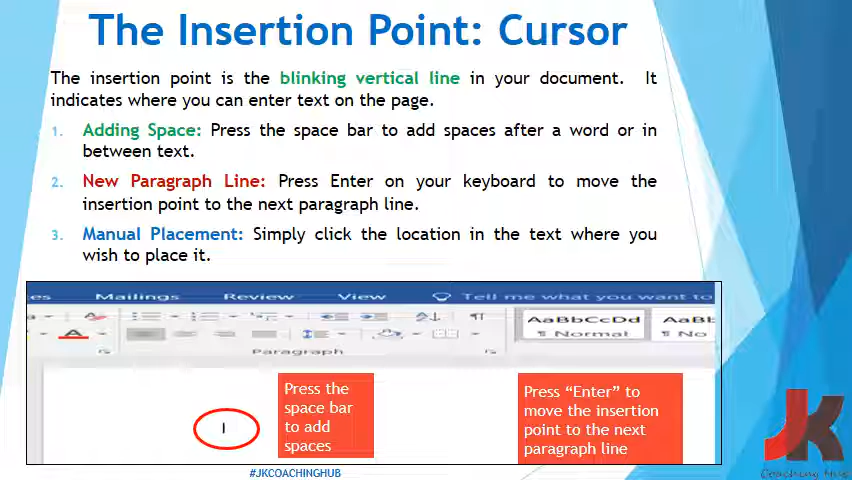 The Insertion Point: Cursor
The insertion point is the blinking vertical line in your document. It
indicates where you can enter text on the page.
1. Adding Space: Press the space bar to add spaces after a word or in
between text.
2. New Paragraph Line: Press Enter on your keyboard to move the
insertion point to the next paragraph line.
3. Manual Placement: Simply click the location in the text where you
wish to place it.
es Mailings Review View Tell me what you want to
AaBbCcDd AaBbC
¶ Normal ¶ No
Paragraph
Press the
space bar
to add
spaces
Press “Enter” to
move the insertion
point to the next
paragraph line
JK
Coaching Hub
#JKCOACHINGHUB